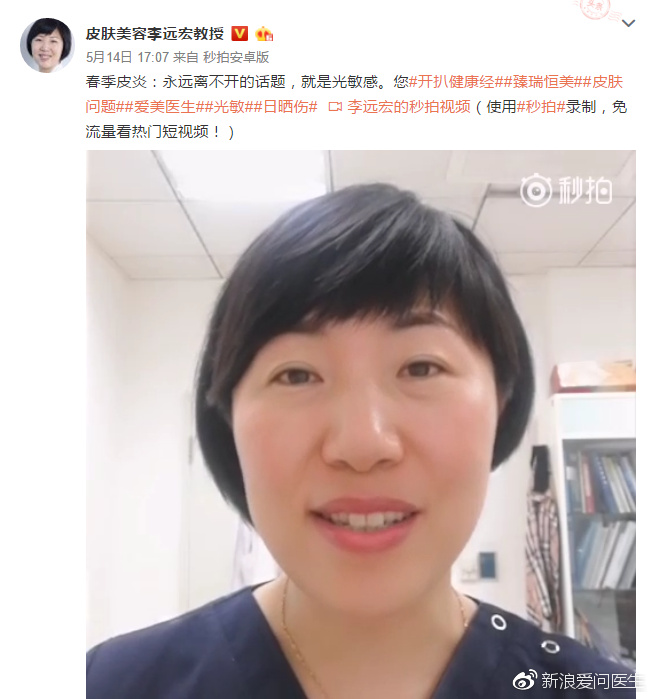 皮肤美容李远宏教授
5月14日 17:07 来自 秒拍安卓版
春季皮炎：永远离不开的话题，就是光敏感。您#开扒健康经##臻瑞恒美##皮肤
问题##爱美医生##光敏##日晒伤# 李远宏的秒拍视频（使用#秒拍#录制，免
流量看热门短视频！）
秒拍
新浪爱问医生